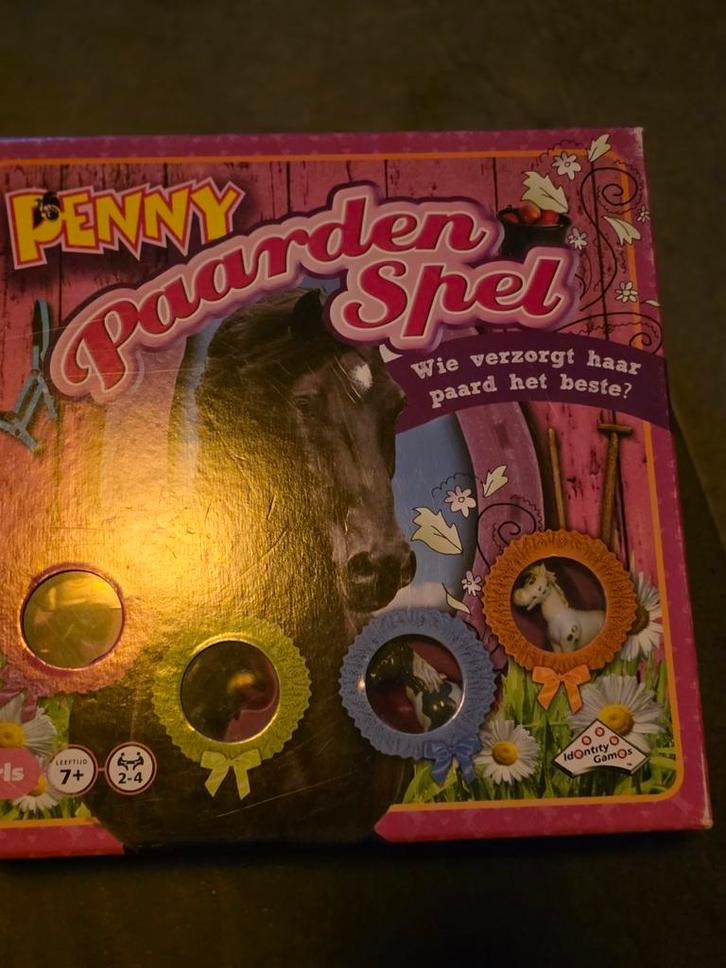 PENNY
Paarden
Spel
Wie verzorgt haar
paard het beste?
LEEFTIJD
7+
2-4
Identity
Games